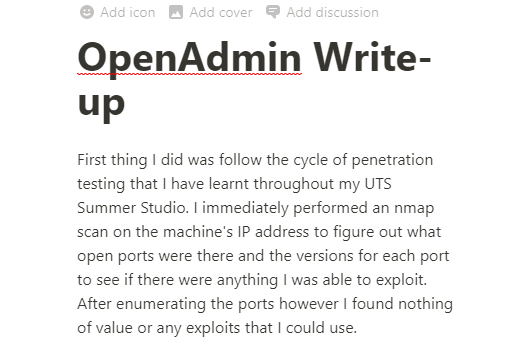 Add icon Add cover Add discussion
OpenAdmin Write-
up
First thing I did was follow the cycle of penetration
testing that I have learnt throughout my UTS
Summer Studio. I immediately performed an nmap
scan on the machine's IP address to figure out what
open ports were there and the versions for each port
to see if there were anything I was able to exploit.
After enumerating the ports however I found nothing
of value or any exploits that I could use.